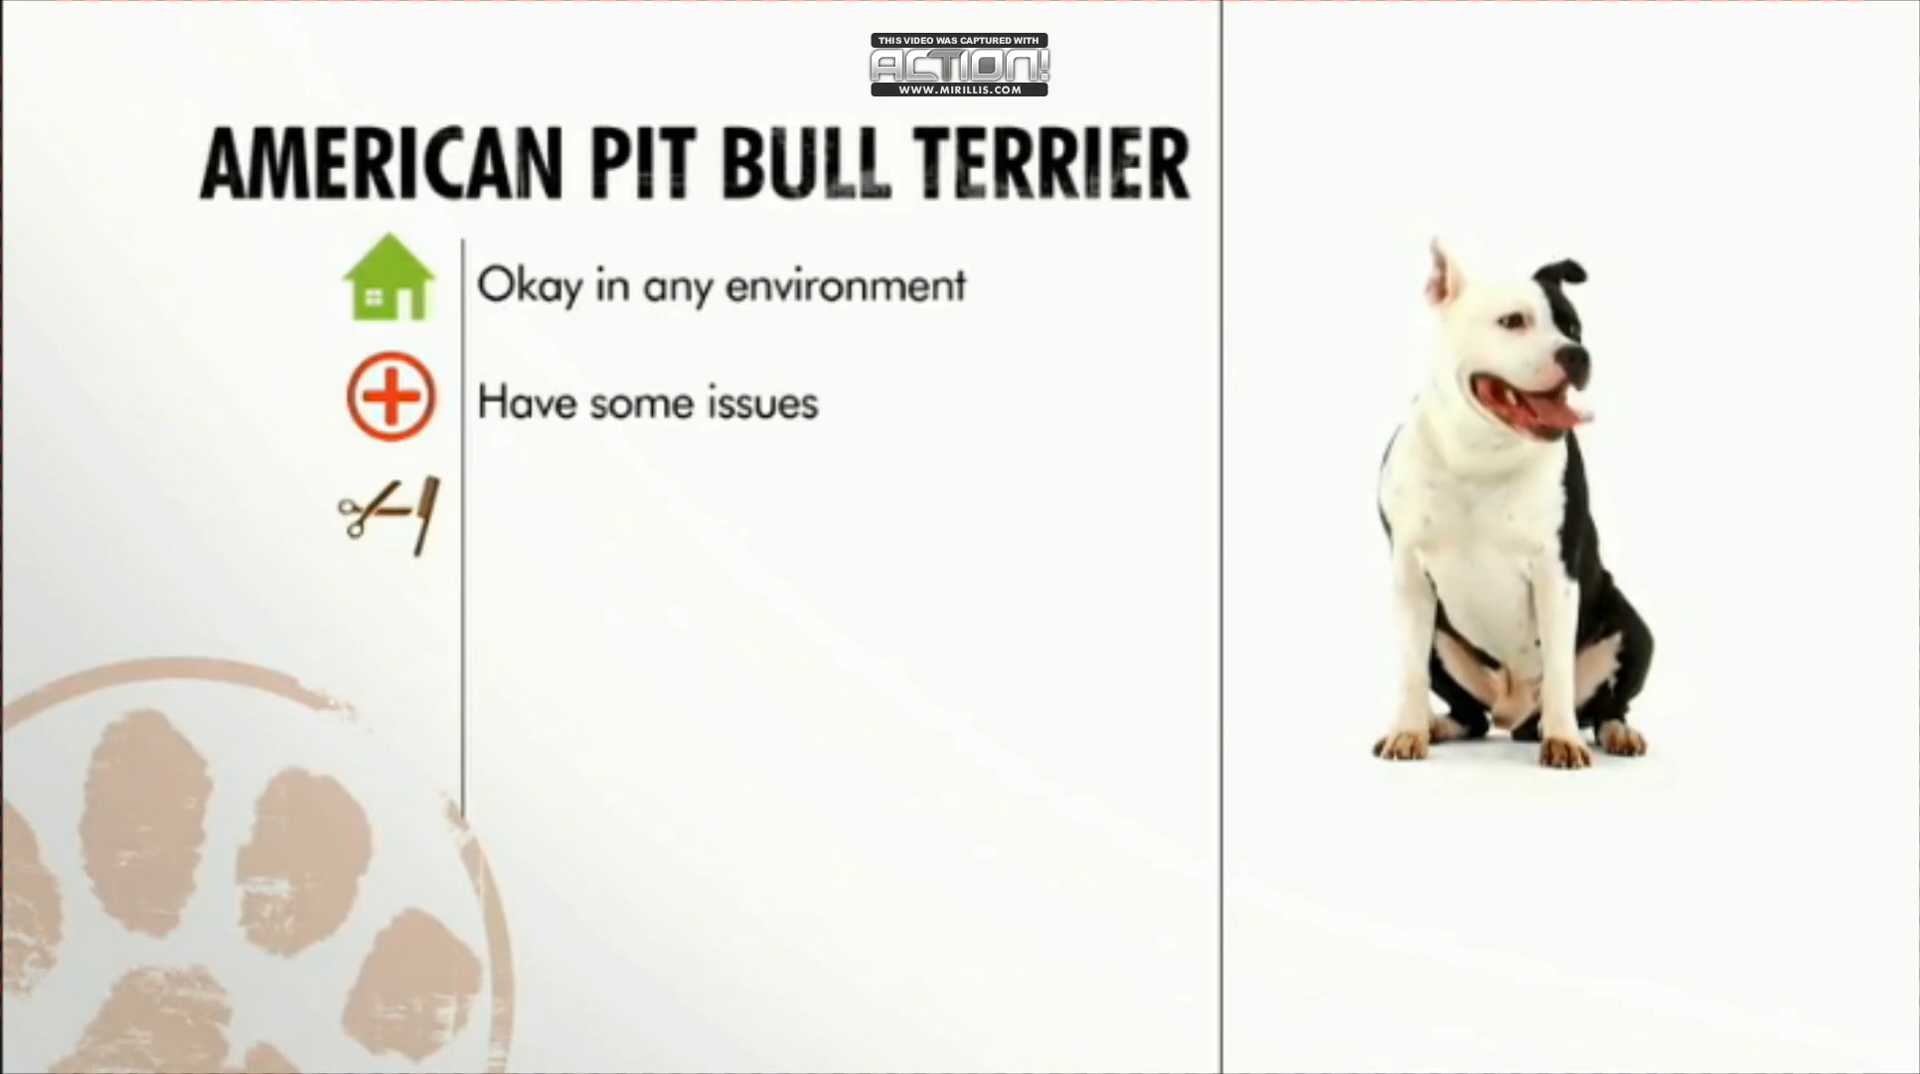 THIS VIDEO WAS CAPTURED WITH
ACTION!
WWW.MIRILLIS.COM
AMERICAN PIT BULL TERRIER
Okay in any environment
Have some issues